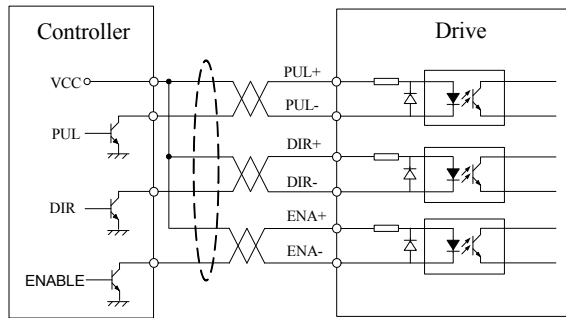 Controller
Drive
VCC
PUL+
PUL-
PUL
DIR+
DIR-
DIR
ENA+
ENA-
ENABLE